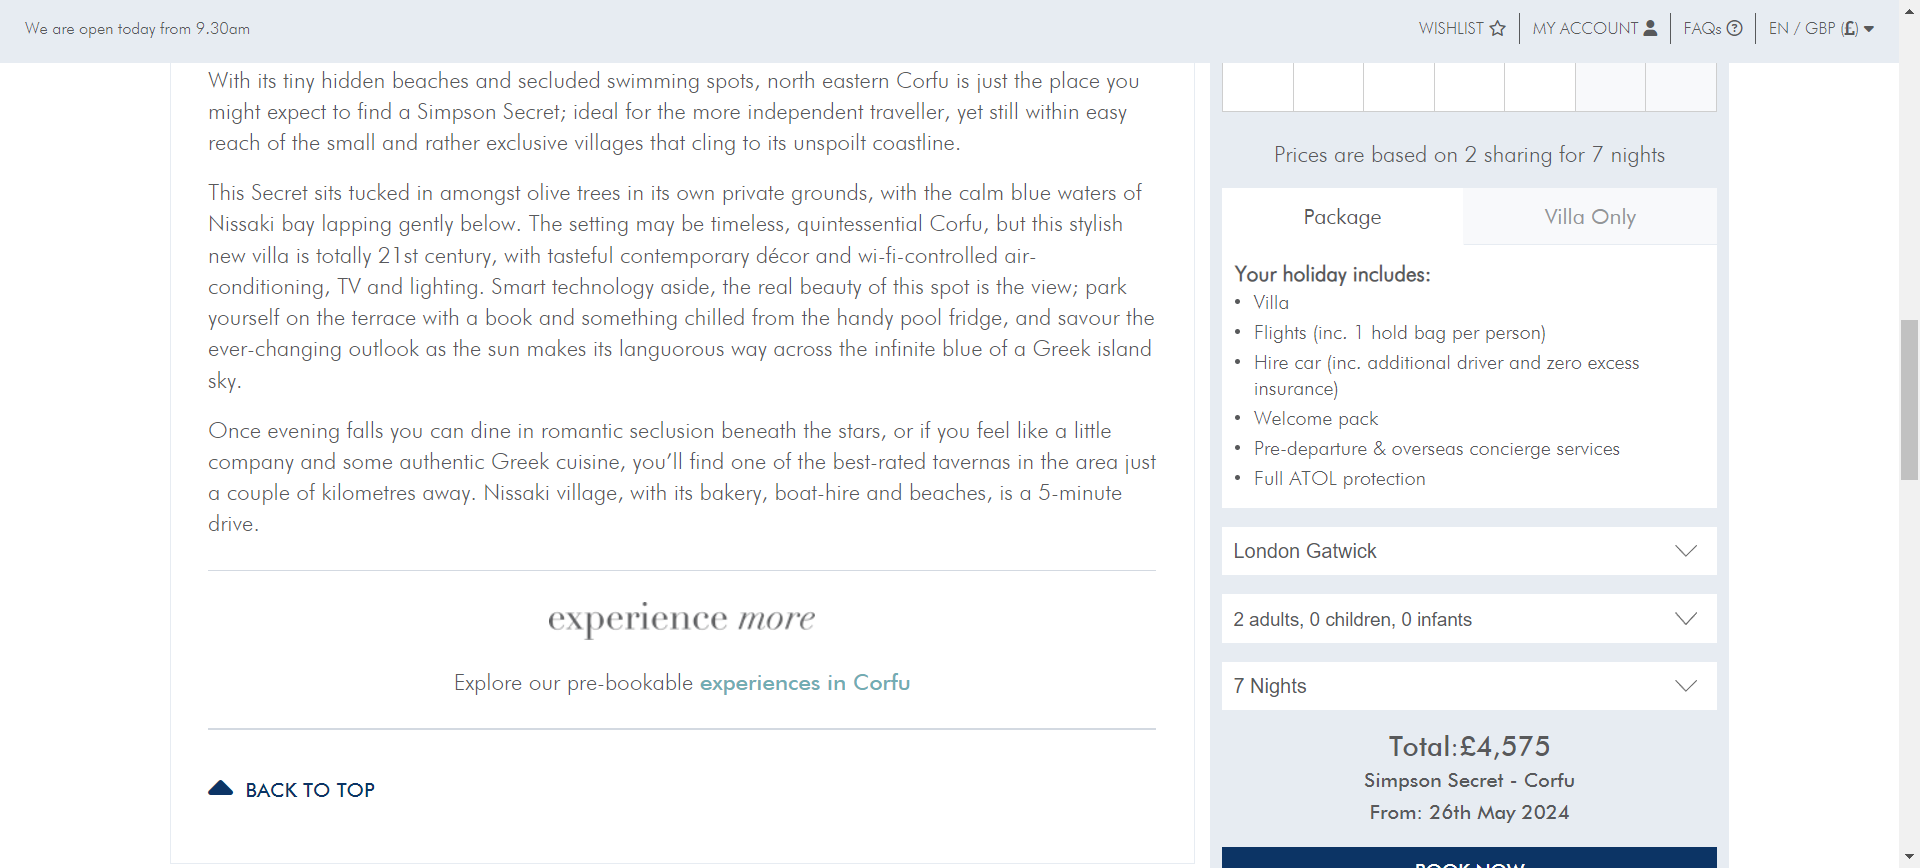 We are open today from 9.30am
WISHLIST
MY ACCOUNT
FAQs
EN / GBP (£)
With its tiny hidden beaches and secluded swimming spots, north eastern Corfu is just the place you
might expect to find a Simpson Secret; ideal for the more independent traveller, yet still within easy
reach of the small and rather exclusive villages that cling to its unspoilt coastline.
This Secret sits tucked in amongst olive trees in its own private grounds, with the calm blue waters of
Nissaki bay lapping gently below. The setting may be timeless, quintessential Corfu, but this stylish
new villa is totally 21st century, with tasteful contemporary décor and wi-fi-controlled air-
conditioning, TV and lighting. Smart technology aside, the real beauty of this spot is the view; park
yourself on the terrace with a book and something chilled from the handy pool fridge, and savour the
ever-changing outlook as the sun makes its languorous way across the infinite blue of a Greek island
sky.
Once evening falls you can dine in romantic seclusion beneath the stars, or if you feel like a little
company and some authentic Greek cuisine, you’ll find one of the best-rated tavernas in the area just
a couple of kilometres away. Nissaki village, with its bakery, boat-hire and beaches, is a 5-minute
drive.
experience more
Explore our pre-bookable experiences in Corfu
BACK TO TOP
Prices are based on 2 sharing for 7 nights
Package
Villa Only
Your holiday includes:
• Villa
• Flights (inc. 1 hold bag per person)
• Hire car (inc. additional driver and zero excess
insurance)
• Welcome pack
• Pre-departure & overseas concierge services
• Full ATOL protection
London Gatwick
2 adults, 0 children, 0 infants
7 Nights
Total:£4,575
Simpson Secret - Corfu
From: 26th May 2024
BOOK NOW